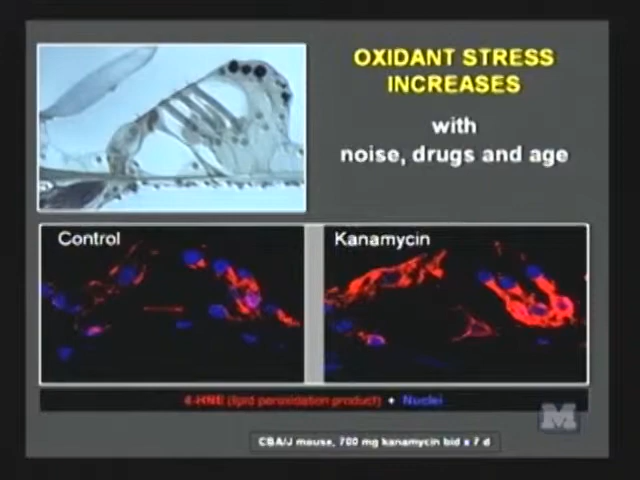 OXIDANT STRESS
INCREASES
with
noise, drugs and age
Control
Kanamycin
4-HNE (lipid peroxidation product) + Nuclei
M
CBA/J mouse, 700 mg kanamycin bid x 7 d